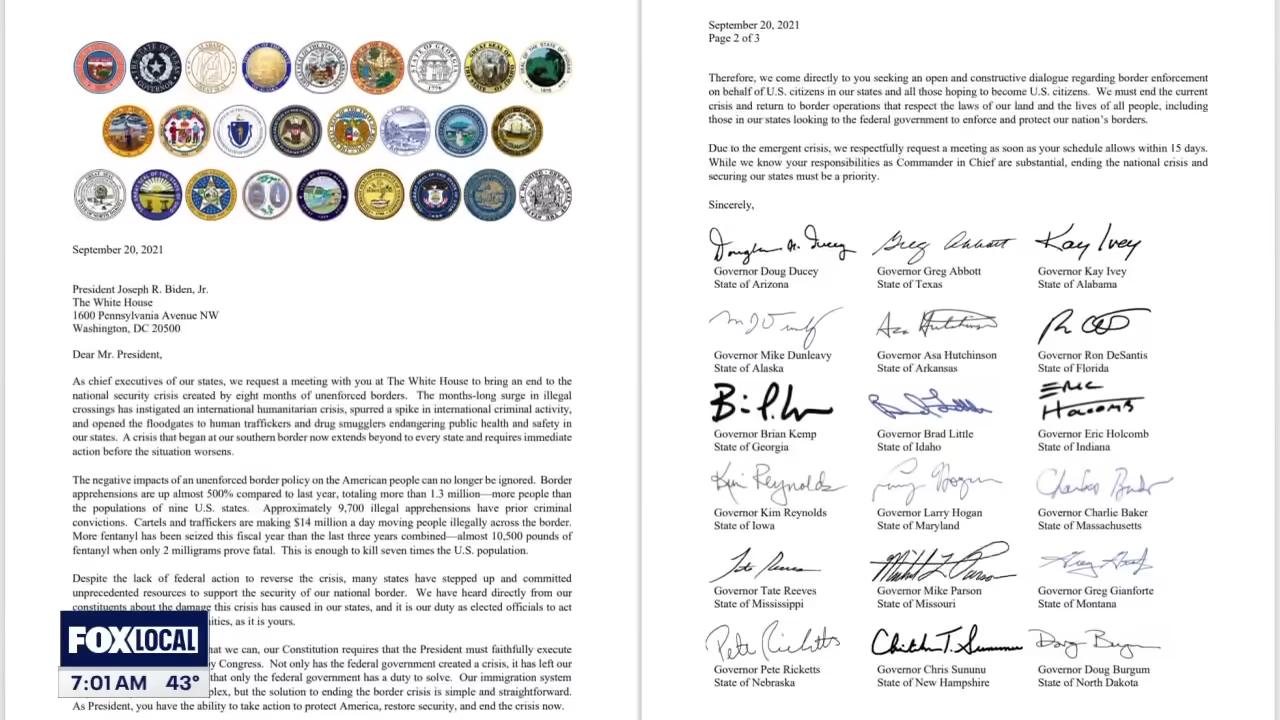 September 20, 2021
President Joseph R. Biden, Jr.
The White House
1600 Pennsylvania Avenue NW
Washington, DC 20500
Dear Mr. President,
As chief executives of our states, we request a meeting with you at The White House to bring an end to the
national security crisis created by eight months of unenforced borders. The months-long surge in illegal
crossings has instigated an international humanitarian crisis, spurred a spike in international criminal activity,
and opened the floodgates to human traffickers and drug smugglers endangering public health and safety in
our states. A crisis that began at our southern border now extends beyond to every state and requires immediate
action before the situation worsens.
The negative impacts of an unenforced border policy on the American people can no longer be ignored. Border
apprehensions are up almost 500% compared to last year, totaling more than 1.3 million—more people than
the populations of nine U.S. states. Approximately 9,700 illegal apprehensions have prior criminal
convictions. Cartels and traffickers are making $14 million a day moving people illegally across the border.
More fentanyl has been seized this fiscal year than the last three years combined—almost 10,500 pounds of
fentanyl when only 2 milligrams prove fatal. This is enough to kill seven times the U.S. population.
Despite the lack of federal action to reverse the crisis, many states have stepped up and committed
unprecedented resources to support the security of our national border. We have heard directly from our
constituents about the damage this crisis has caused in our states, and it is our duty as elected officials to act
as it is yours.
we can, our Constitution requires that the President must faithfully execute
Congress. Not only has the federal government created a crisis, it has left our
that only the federal government has a duty to solve. Our immigration system
but the solution to ending the border crisis is simple and straightforward.
As President, you have the ability to take action to protect America, restore security, and end the crisis now.
FOX LOCAL
7:01 AM 43°
September 20, 2021
Page 2 of 3
Therefore, we come directly to you seeking an open and constructive dialogue regarding border enforcement
on behalf of U.S. citizens in our states and all those hoping to become U.S. citizens. We must end the current
crisis and return to border operations that respect the laws of our land and the lives of all people, including
those in our states looking to the federal government to enforce and protect our nation's borders.
Due to the emergent crisis, we respectfully request a meeting as soon as your schedule allows within 15 days.
While we know your responsibilities as Commander in Chief are substantial, ending the national crisis and
securing our states must be a priority.
Sincerely,
Greg Abbott Kay Ivey
Governor Doug Ducey Governor Greg Abbott Governor Kay Ivey
State of Arizona State of Texas State of Alabama
Asa Hutchinson
Governor Mike Dunleavy Governor Asa Hutchinson Governor Ron DeSantis
State of Alaska State of Arkansas State of Florida
Eric
Holcomb
Governor Brian Kemp Governor Brad Little Governor Eric Holcomb
State of Georgia State of Idaho State of Indiana
Kim Reynolds Larry Hogan Charles Baker
Governor Kim Reynolds Governor Larry Hogan Governor Charlie Baker
State of Iowa State of Maryland State of Massachusetts
Tate Reeves
Governor Tate Reeves Governor Mike Parson Governor Greg Gianforte
State of Mississippi State of Missouri State of Montana
Pete Ricketts Christopher T. Sununu Doug Burgum
Governor Pete Ricketts Governor Chris Sununu Governor Doug Burgum
State of Nebraska State of New Hampshire State of North Dakota